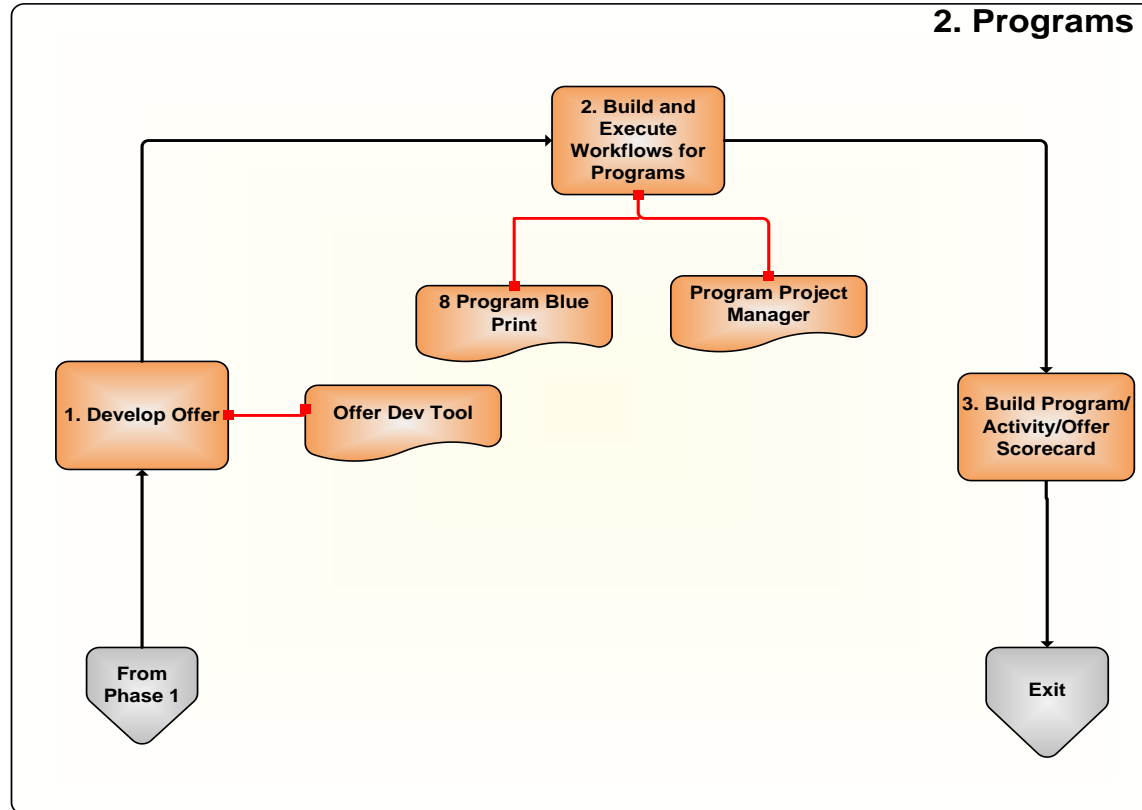 2. Programs
2. Build and
Execute
Workflows for
Programs
8 Program Blue
Print
Program Project
Manager
1. Develop Offer
Offer Dev Tool
3. Build Program/
Activity/Offer
Scorecard
From
Phase 1
Exit